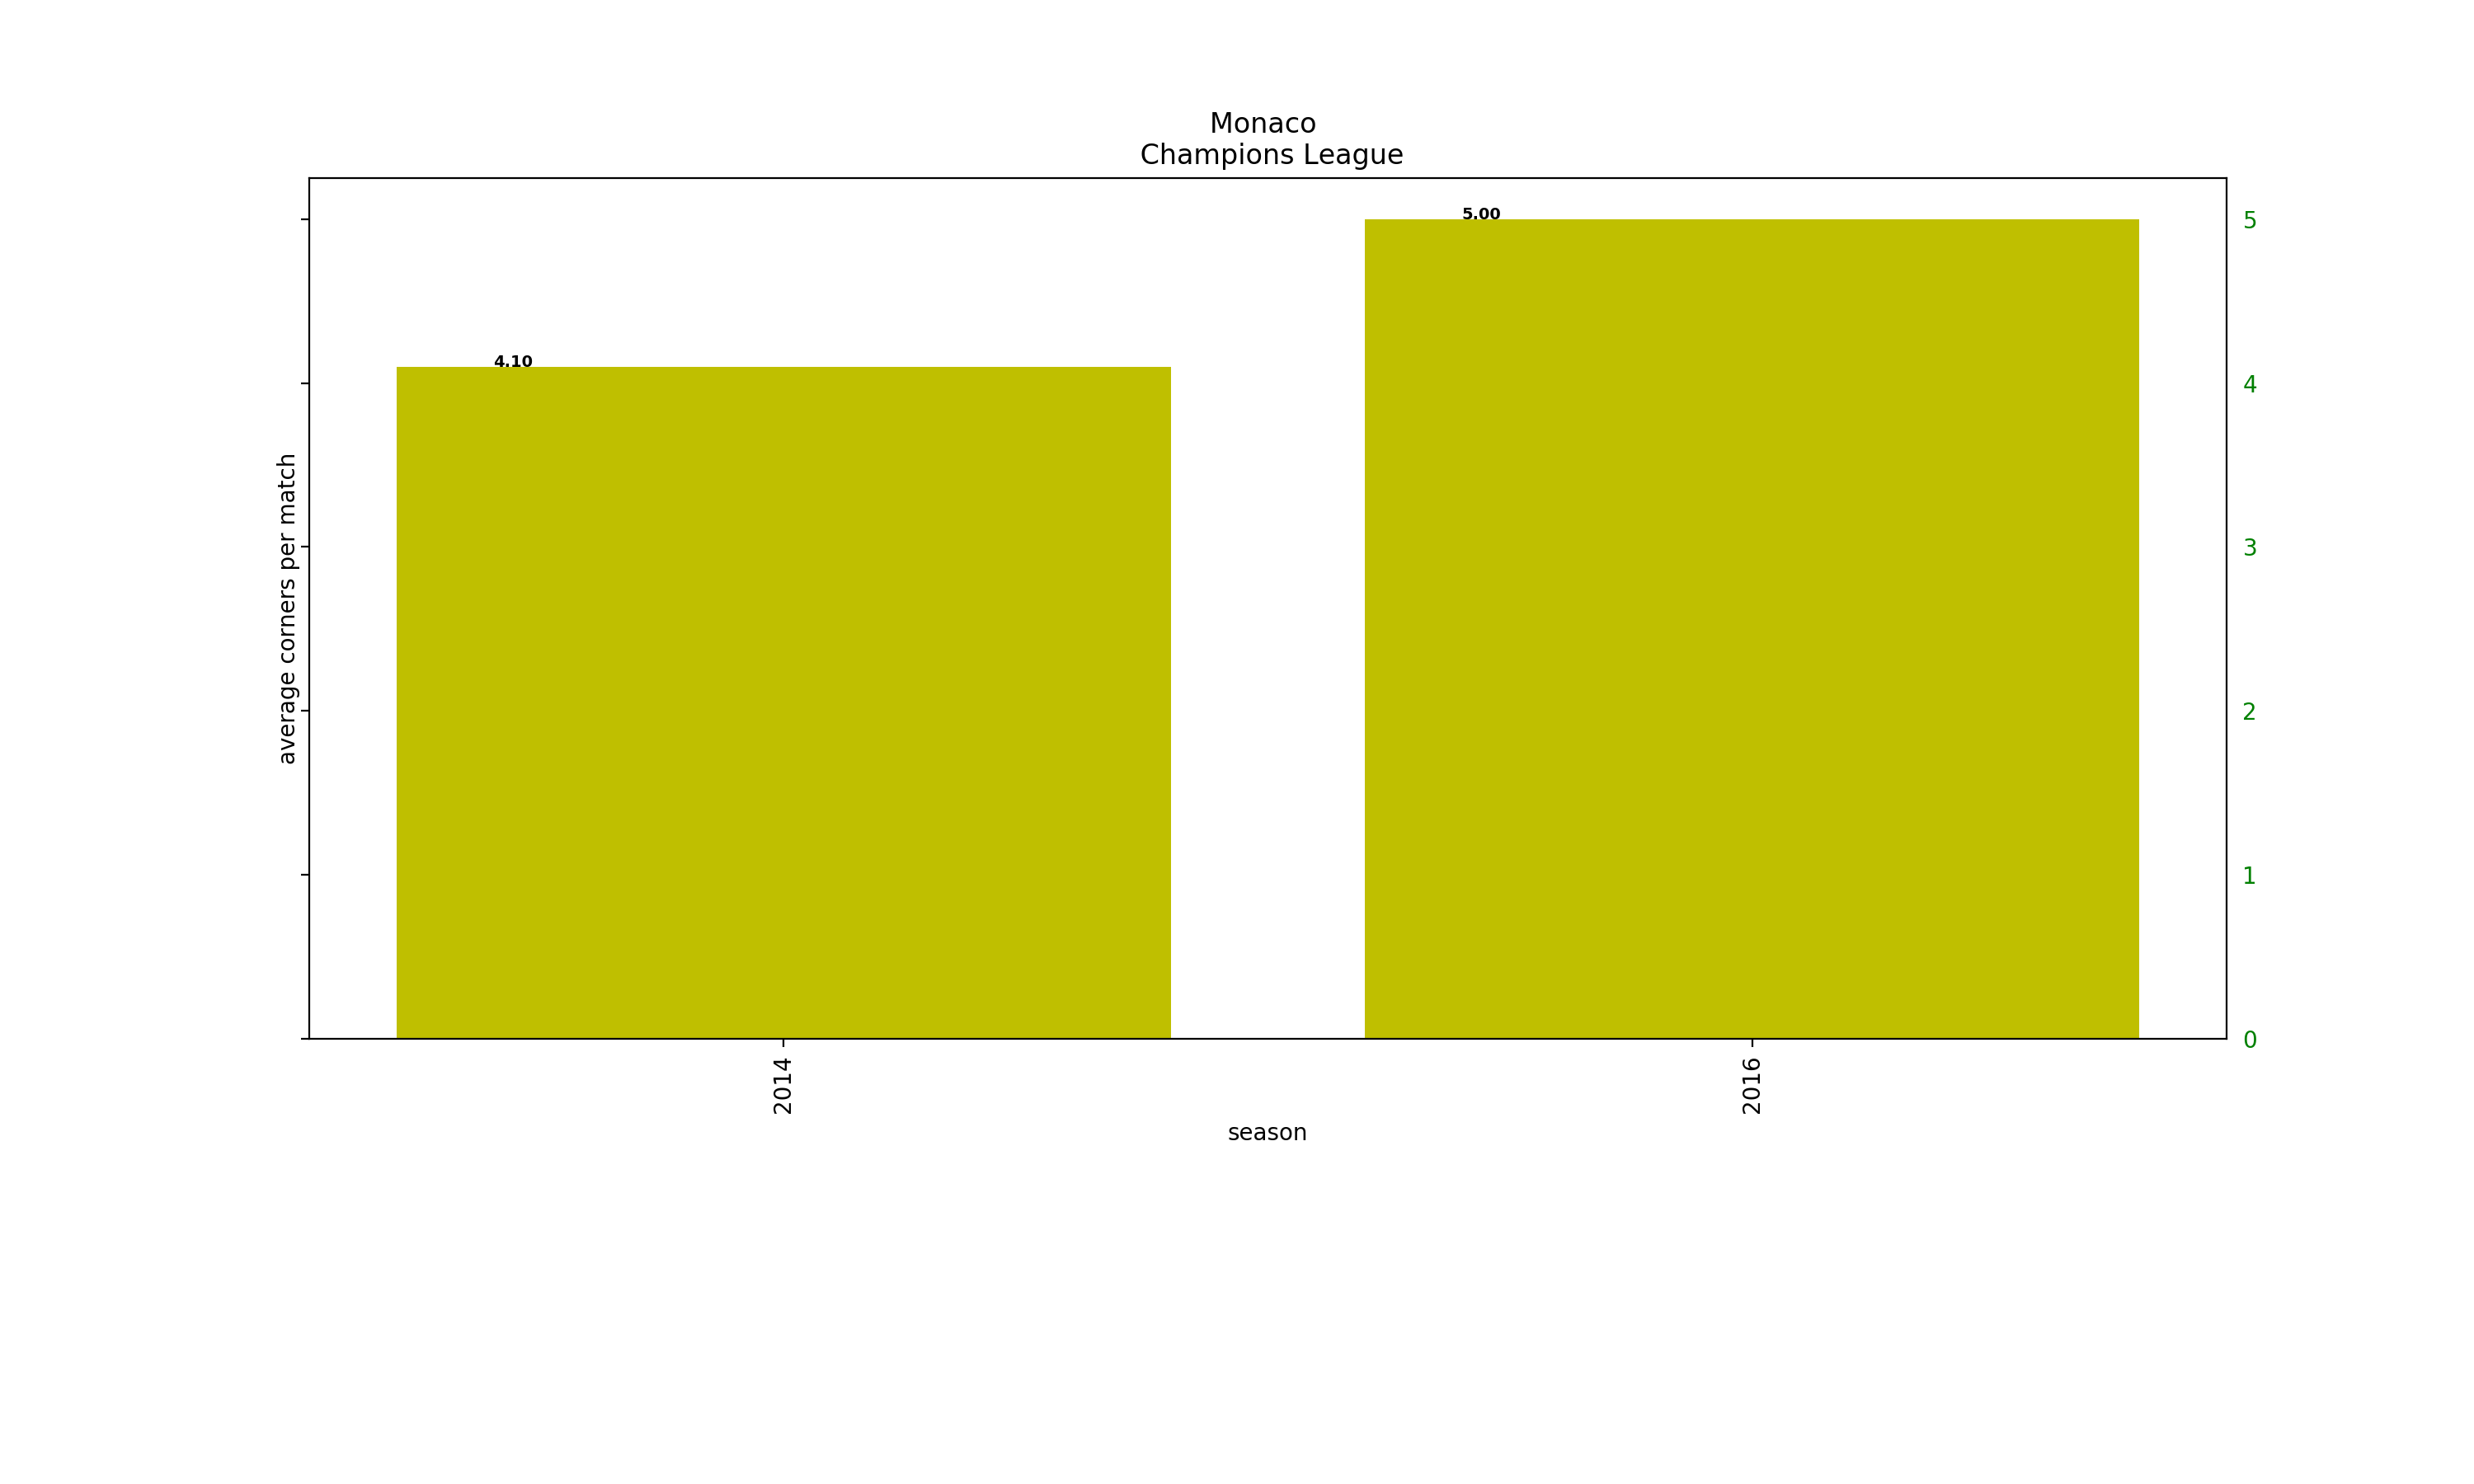 Monaco
Champions League
average corners per match
4.10
5.00
5
4
3
2
1
0
2014
2016
season